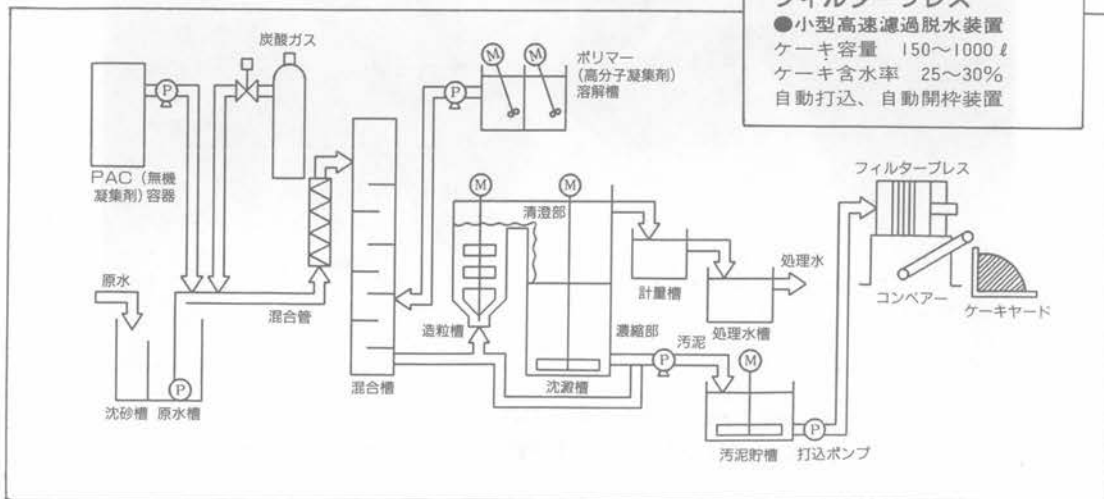 フィルタープレス
●小型高速濾過脱水装置
ケーキ容量 150～1000ℓ
ケーキ含水率 25～30%
自動打込、自動開枠装置
炭酸ガス
M
M
ポリマー
(高分子凝集剤)
溶解槽
P
P
PAC(無機
凝集剤)容器
フィルタープレス
M
M
清澄部
原水
混合管
造粒槽
計量槽
処理水
処理水槽
コンベアー
ケーキヤード
濃縮部
P
汚泥
M
P
混合槽
沈澱槽
沈砂槽
原水槽
P
汚泥貯槽
打込ポンプ